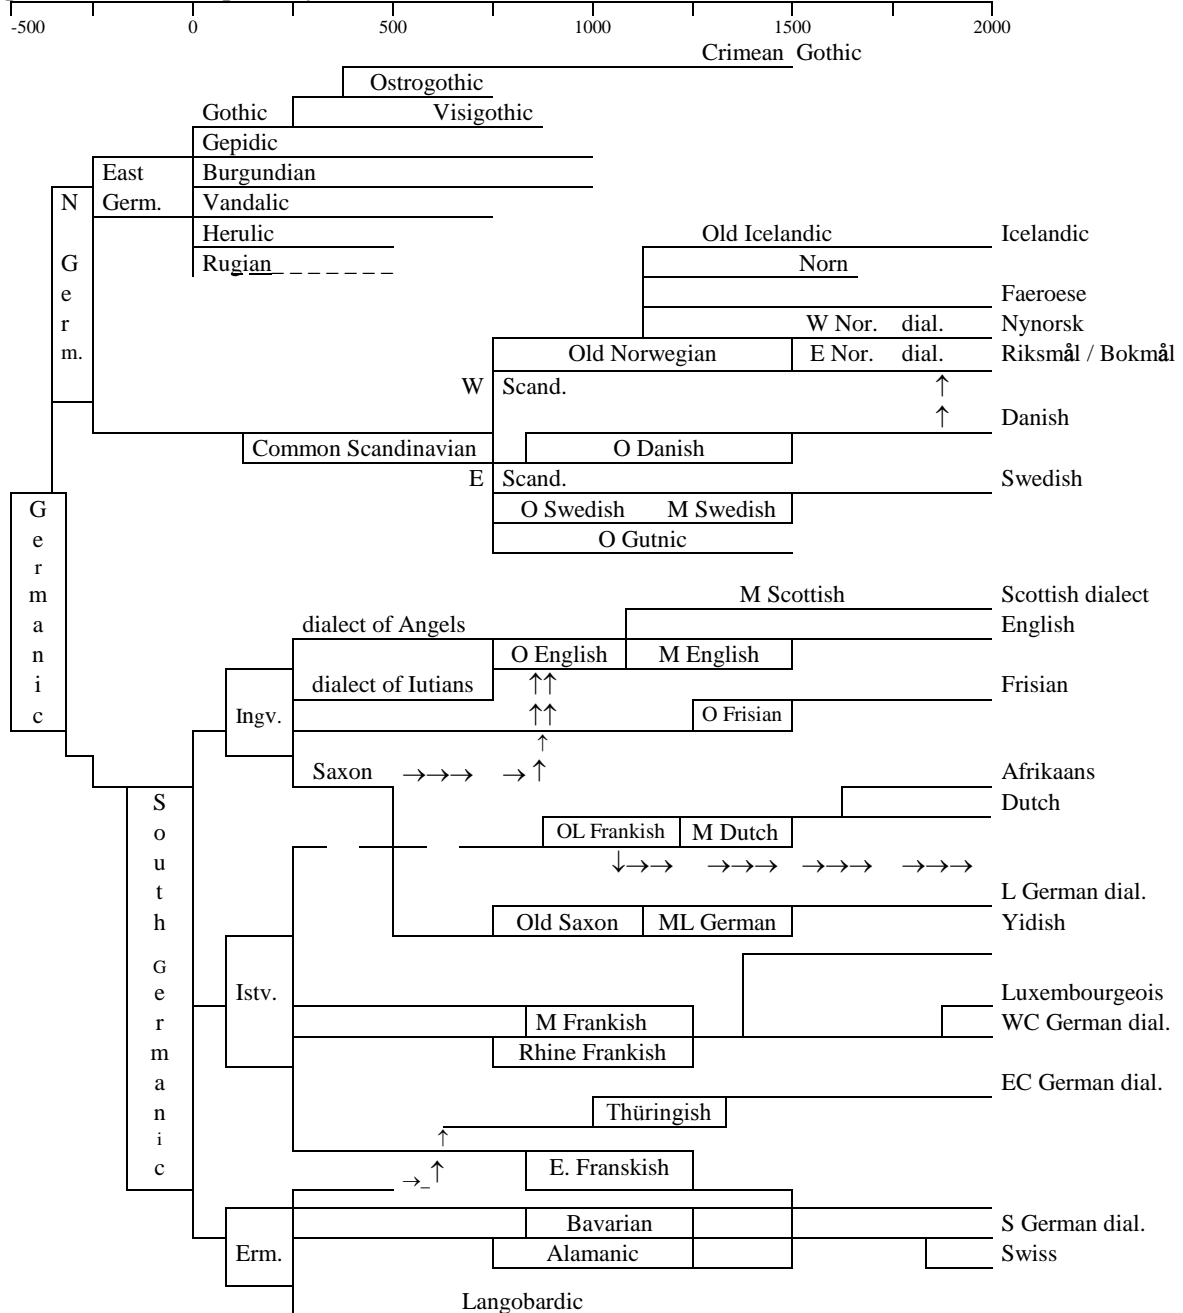 -500 0 500 1000 1500 2000
Crimean Gothic
Ostrogothic
Gothic Visigothic
Gepidic
East Burgundian
N Germ. Vandalic
Herulic Old Icelandic Icelandic
G Rugian Norn
e Faeroese
r W Nor. dial. Nynorsk
m. Old Norwegian E Nor. dial. Riksmål / Bokmål
W Scand. ↑
↑ Danish
Common Scandinavian O Danish
E Scand. Swedish
G O Swedish M Swedish
e O Gutnic
r
m M Scottish Scottish dialect
a dialect of Angels English
n O English M English
i dialect of Iutians ↑↑ Frisian
c Ingv. ↑↑ O Frisian
↑
Saxon →→→ → ↑ Afrikaans
S Dutch
o OL Frankish M Dutch
u ↓→→ →→→ →→→ →→→
t L German dial.
h Old Saxon ML German Yidish
G
e Istv. Luxembourgeois
r M Frankish WC German dial.
m Rhine Frankish
a EC German dial.
n Thüringish
i ↑
c →_↑ E. Franskish
Bavarian S German dial.
Erm. Alamanic Swiss
Langobardic